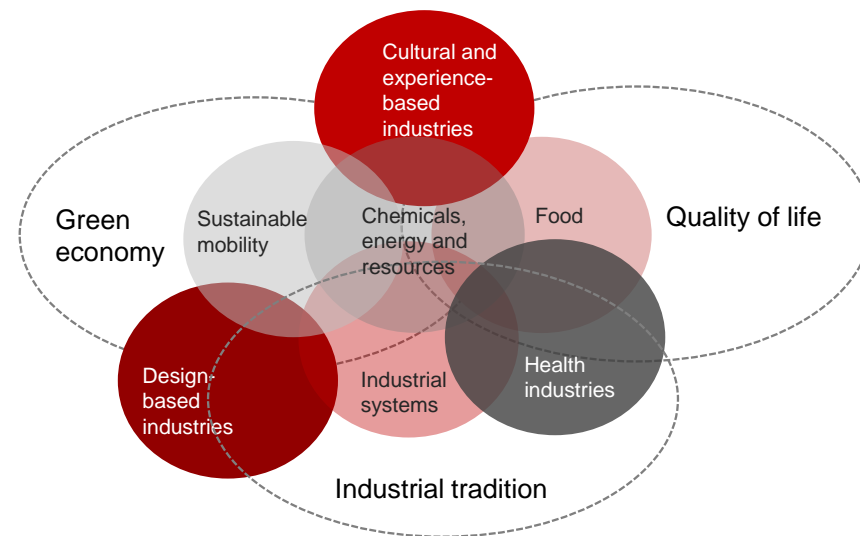 Cultural and
experience-
based
industries
Green
economy
Sustainable
mobility
Chemicals,
energy and
resources
Food
Quality of life
Design-
based
industries
Industrial
systems
Health
industries
Industrial tradition